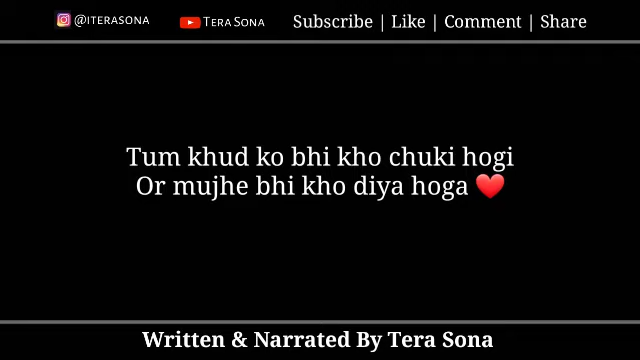 @iterasona Tera Sona Subscribe | Like | Comment | Share
Tum khud ko bhi kho chuki hogi
Or mujhe bhi kho diya hoga ❤️
Written & Narrated By Tera Sona